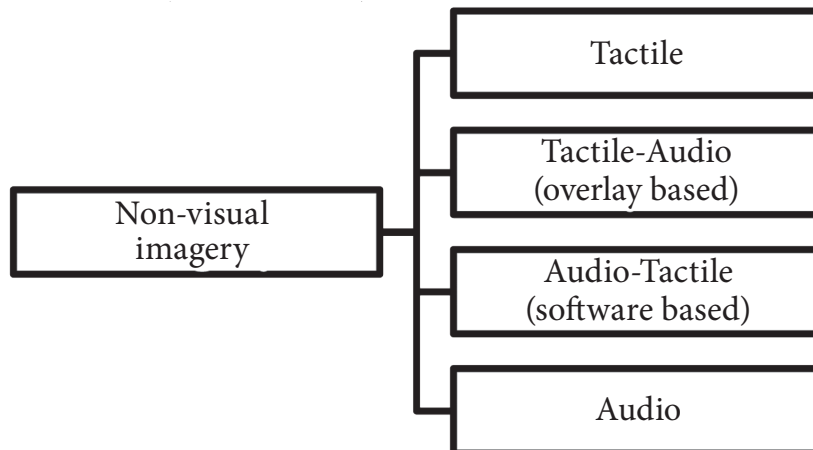 Tactile
Tactile-Audio
(overlay based)
Non-visual
imagery
Audio-Tactile
(software based)
Audio